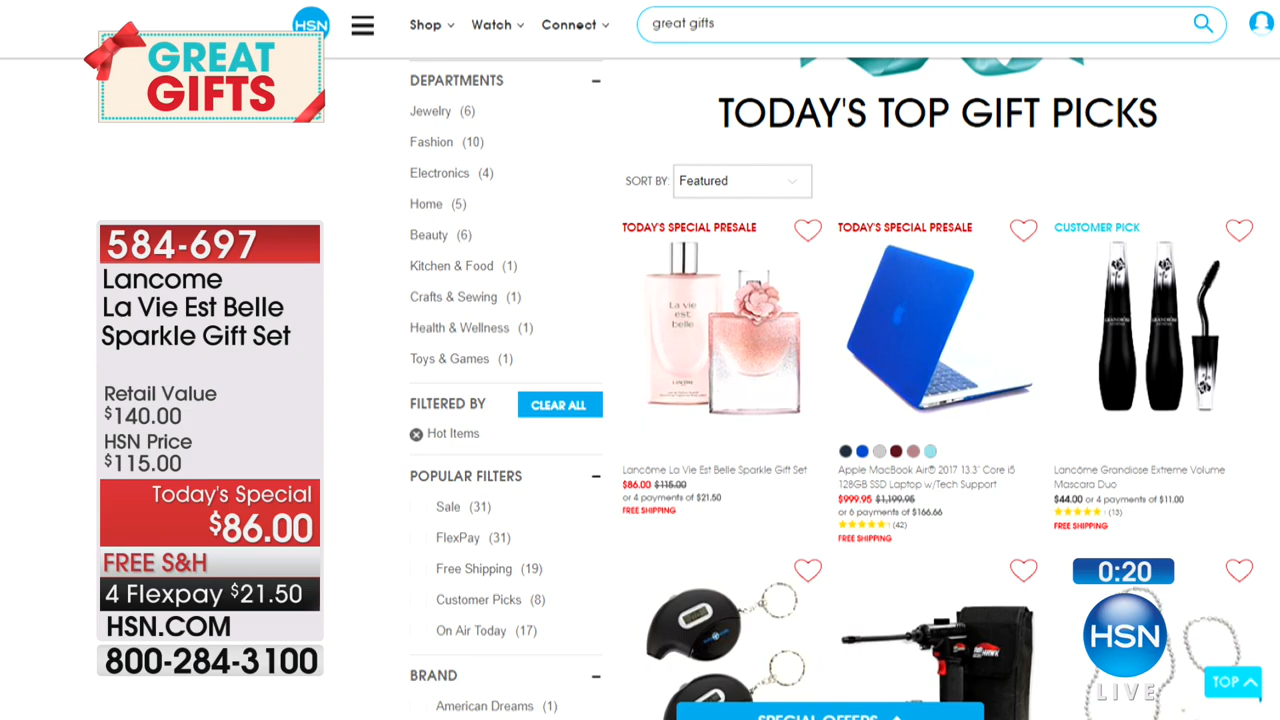 HSN
Shop
Watch
Connect
great gifts
GREAT
GIFTS
584-697
Lancome
La Vie Est Belle
Sparkle Gift Set
Retail Value
$140.00
HSN Price
$115.00
Today's Special
$86.00
FREE S&H
4 Flexpay $21.50
HSN.COM
800-284-3100
DEPARTMENTS
Jewelry (6)
Fashion (10)
Electronics (4)
Home (5)
Beauty (6)
Kitchen & Food (1)
Crafts & Sewing (1)
Health & Wellness (1)
Toys & Games (1)
FILTERED BY
CLEAR ALL
Hot Items
POPULAR FILTERS
Sale (31)
FlexPay (31)
Free Shipping (19)
Customer Picks (8)
On Air Today (17)
BRAND
American Dreams (1)
TODAY'S TOP GIFT PICKS
SORT BY:
Featured
TODAY'S SPECIAL PRESALE
La vie
est
belle
LANCOME
Lancôme La Vie Est Belle Sparkle Gift Set
$86.00 $115.00
or 4 payments of $21.50
FREE SHIPPING
TODAY'S SPECIAL PRESALE
Apple MacBook Air® 2017 13.3" Core i5
128GB SSD Laptop w/Tech Support
$999.95 $1,199.95
or 6 payments of $166.66
(42)
FREE SHIPPING
CUSTOMER PICK
GRANDIÔSE
GRANDIÔSE
Lancôme Grandiose Extreme Volume
Mascara Duo
$44.00 or 4 payments of $11.00
(13)
FREE SHIPPING
0:20
HSN
LIVE
TOP
SPECIAL OFFERS